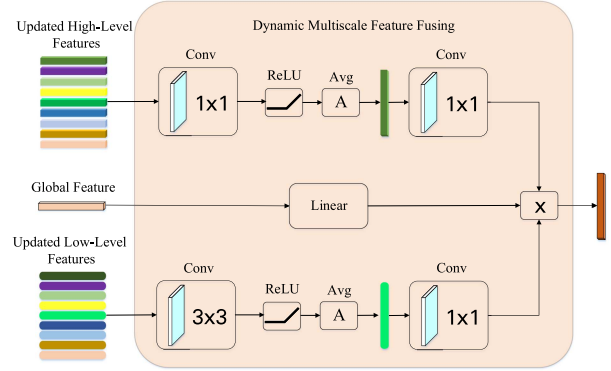 Updated High-Level
Features
Dynamic Multiscale Feature Fusing
Conv
1x1
ReLU
Avg
A
Conv
1x1
Global Feature
Linear
x
Updated Low-Level
Features
Conv
3x3
ReLU
Avg
A
Conv
1x1